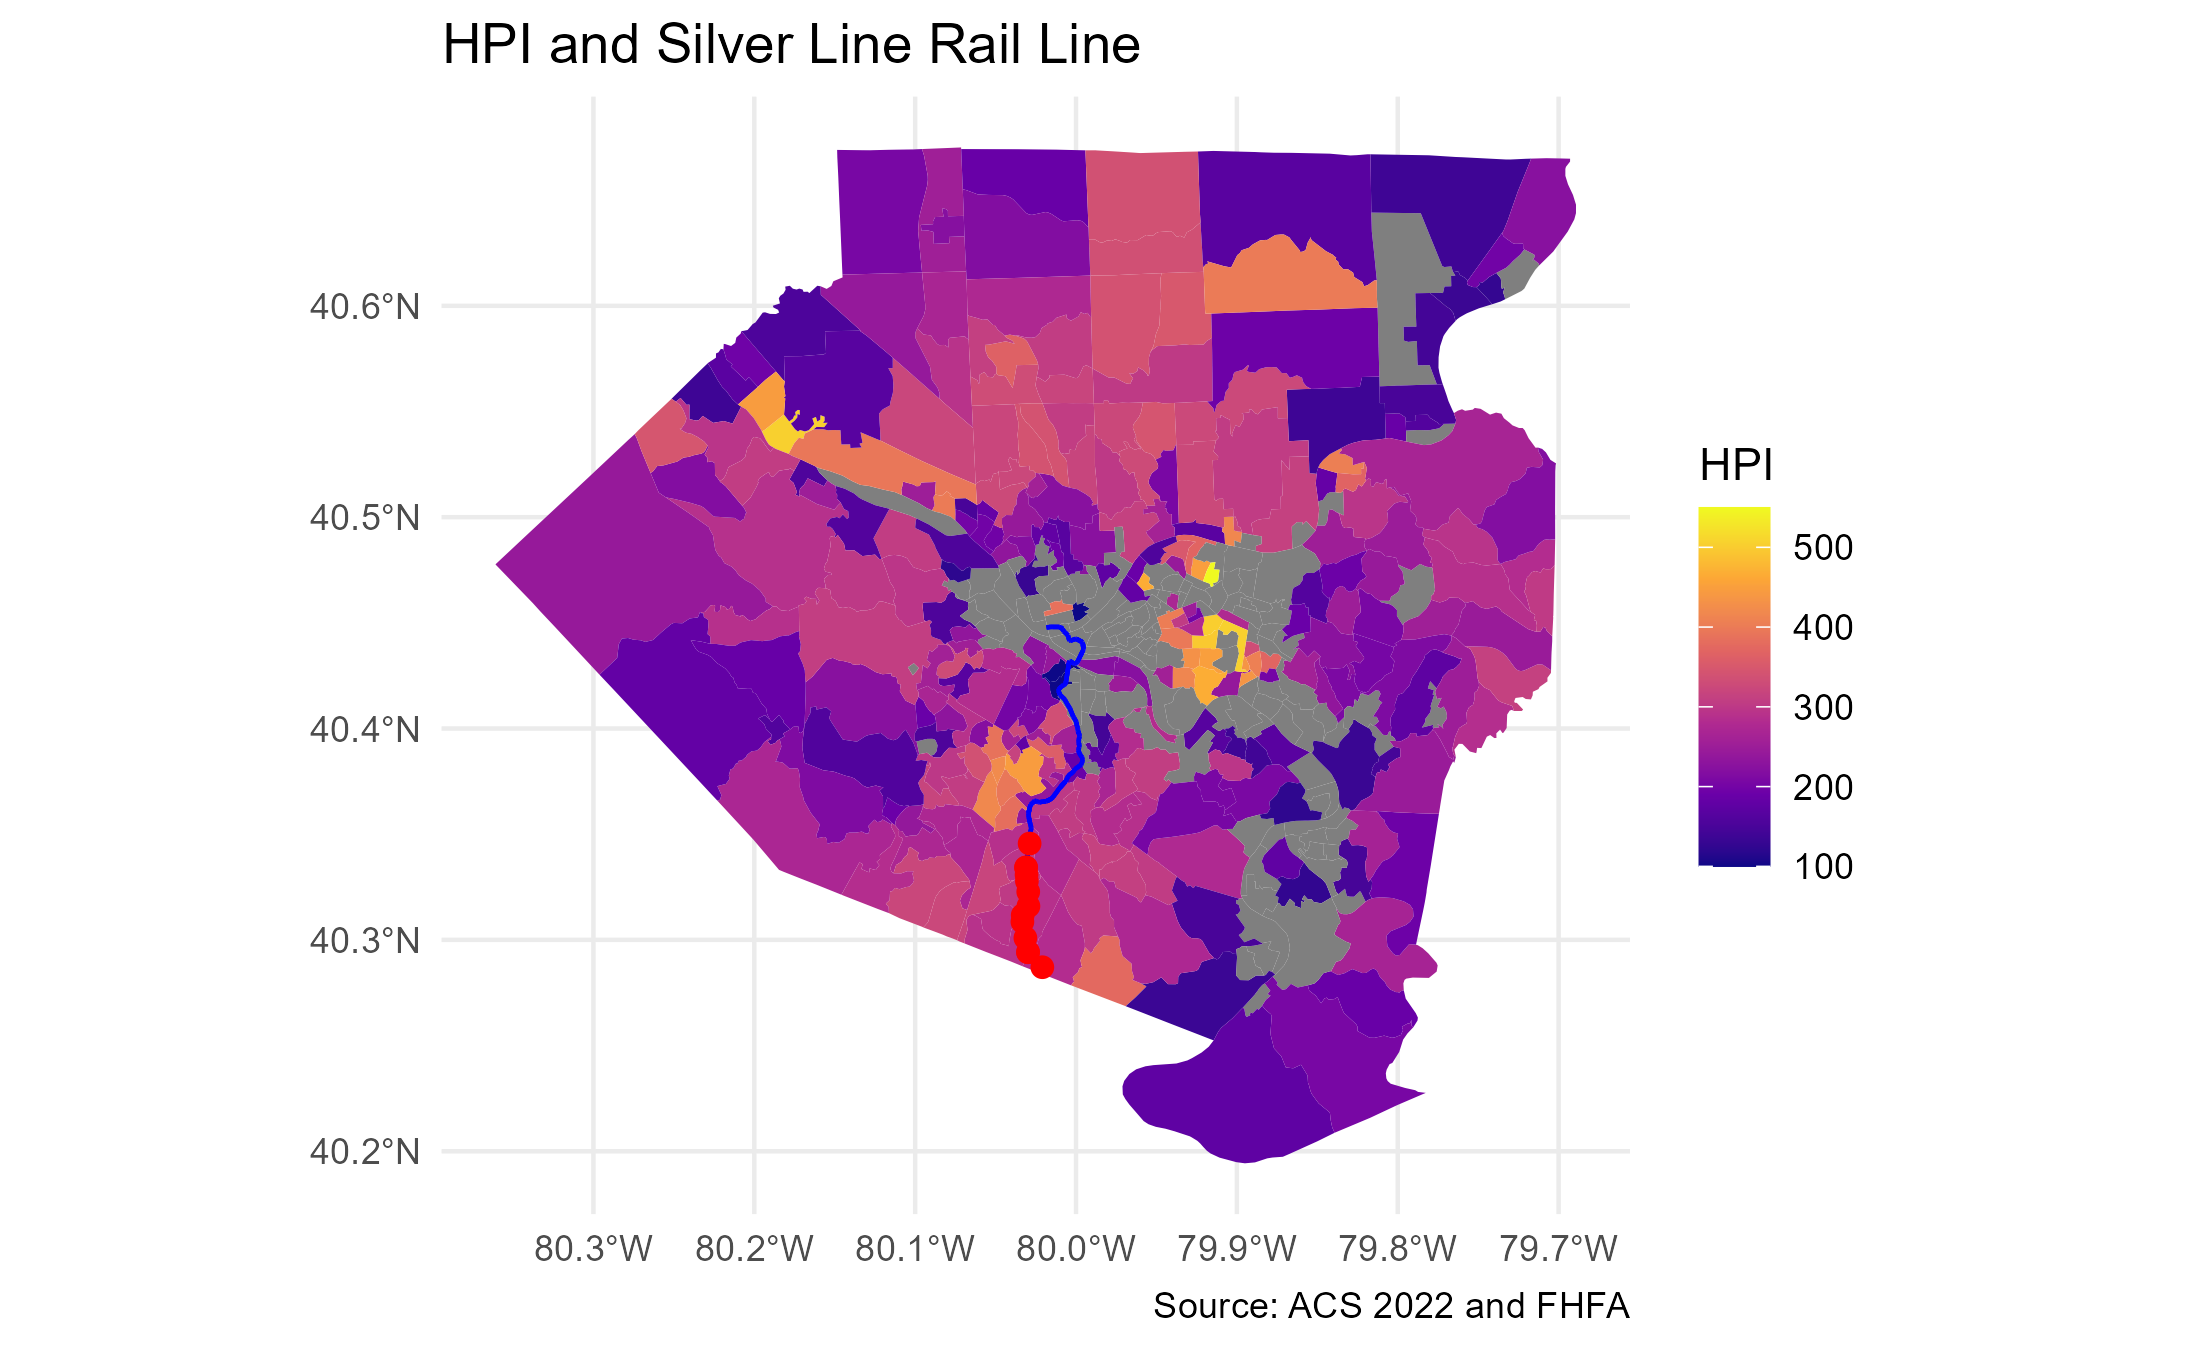 HPI and Silver Line Rail Line
40.6°N
40.5°N
40.4°N
40.3°N
40.2°N
80.3°W 80.2°W 80.1°W 80.0°W 79.9°W 79.8°W 79.7°W
HPI
500
400
300
200
100
Source: ACS 2022 and FHFA